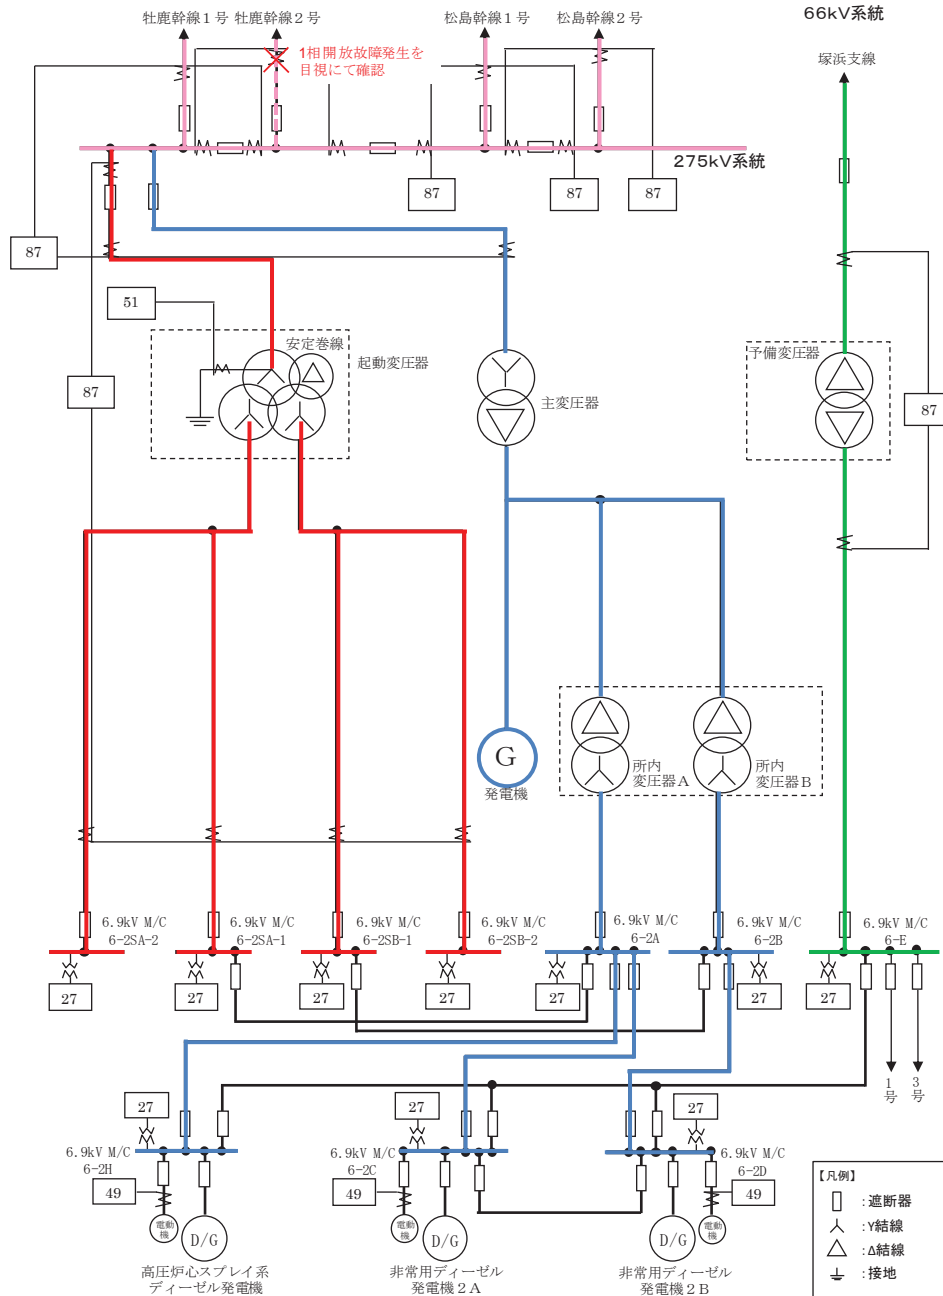 66kV系統
牡鹿幹線1号
牡鹿幹線2号
松島幹線1号
松島幹線2号
1相開放故障発生を
目視にて確認
塚浜支線
275kV系統
87
87
87
87
51
安定巻線
起動変圧器
予備変圧器
87
主変圧器
87
G
発電機
所内
変圧器A
所内
変圧器B
6.9kV M/C
6-2SA-2
6.9kV M/C
6-2SA-1
6.9kV M/C
6-2SB-1
6.9kV M/C
6-2SB-2
6.9kV M/C
6-2A
6.9kV M/C
6-2B
6.9kV M/C
6-E
27
27
27
27
27
27
27
1号
3号
27
27
27
6.9kV M/C
6-2H
6.9kV M/C
6-2C
6.9kV M/C
6-2D
49
49
49
電動機
D/G
電動機
D/G
D/G
電動機
高圧炉心スプレイ系
ディーゼル発電機
非常用ディーゼル
発電機2A
非常用ディーゼル
発電機2B
【凡例】
:遮断器
:Y結線
:Δ結線
:接地